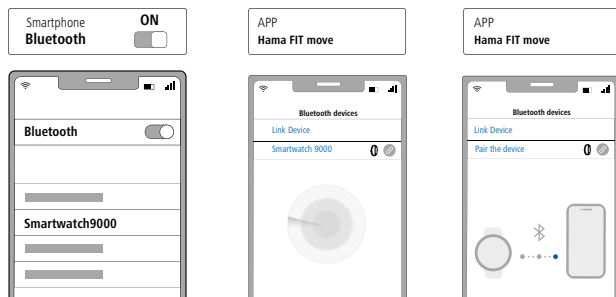 Smartphone
Bluetooth
ON
Bluetooth
Smartwatch9000
APP
Hama FIT move
Bluetooth devices
Link Device
Smartwatch 9000
APP
Hama FIT move
Bluetooth devices
Link Device
Pair the device